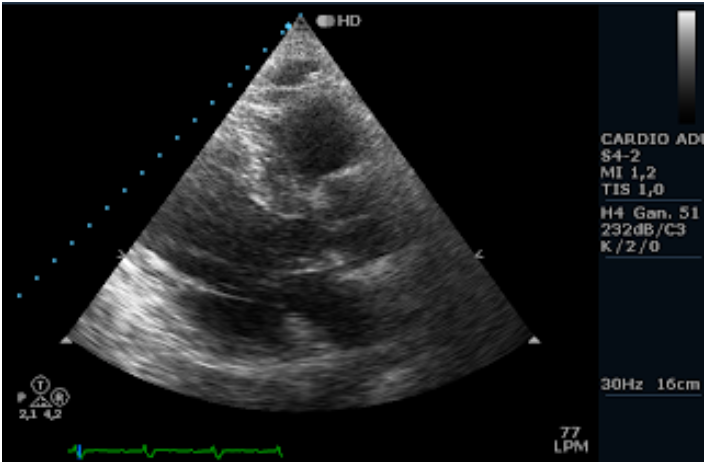 HD
CARDIO ADU
S4-2
MI 1,2
TIS 1,0
H4 Gan. 51
232dB/C3
K/2/0
30Hz 16cm
T
P R
2,1 4,2
77
LPM